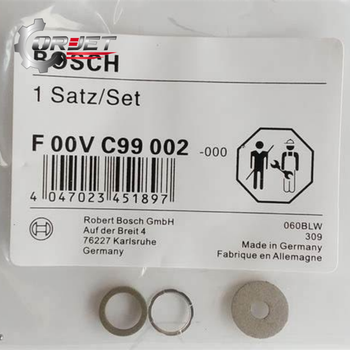 ORJET
BOSCH
1 Satz/Set
F 00V C99 002 -000
4 047023 451897
Robert Bosch GmbH
Auf der Breit 4
76227 Karlsruhe
Germany
060BLW
309
Made in Germany
Fabrique en Allemagne